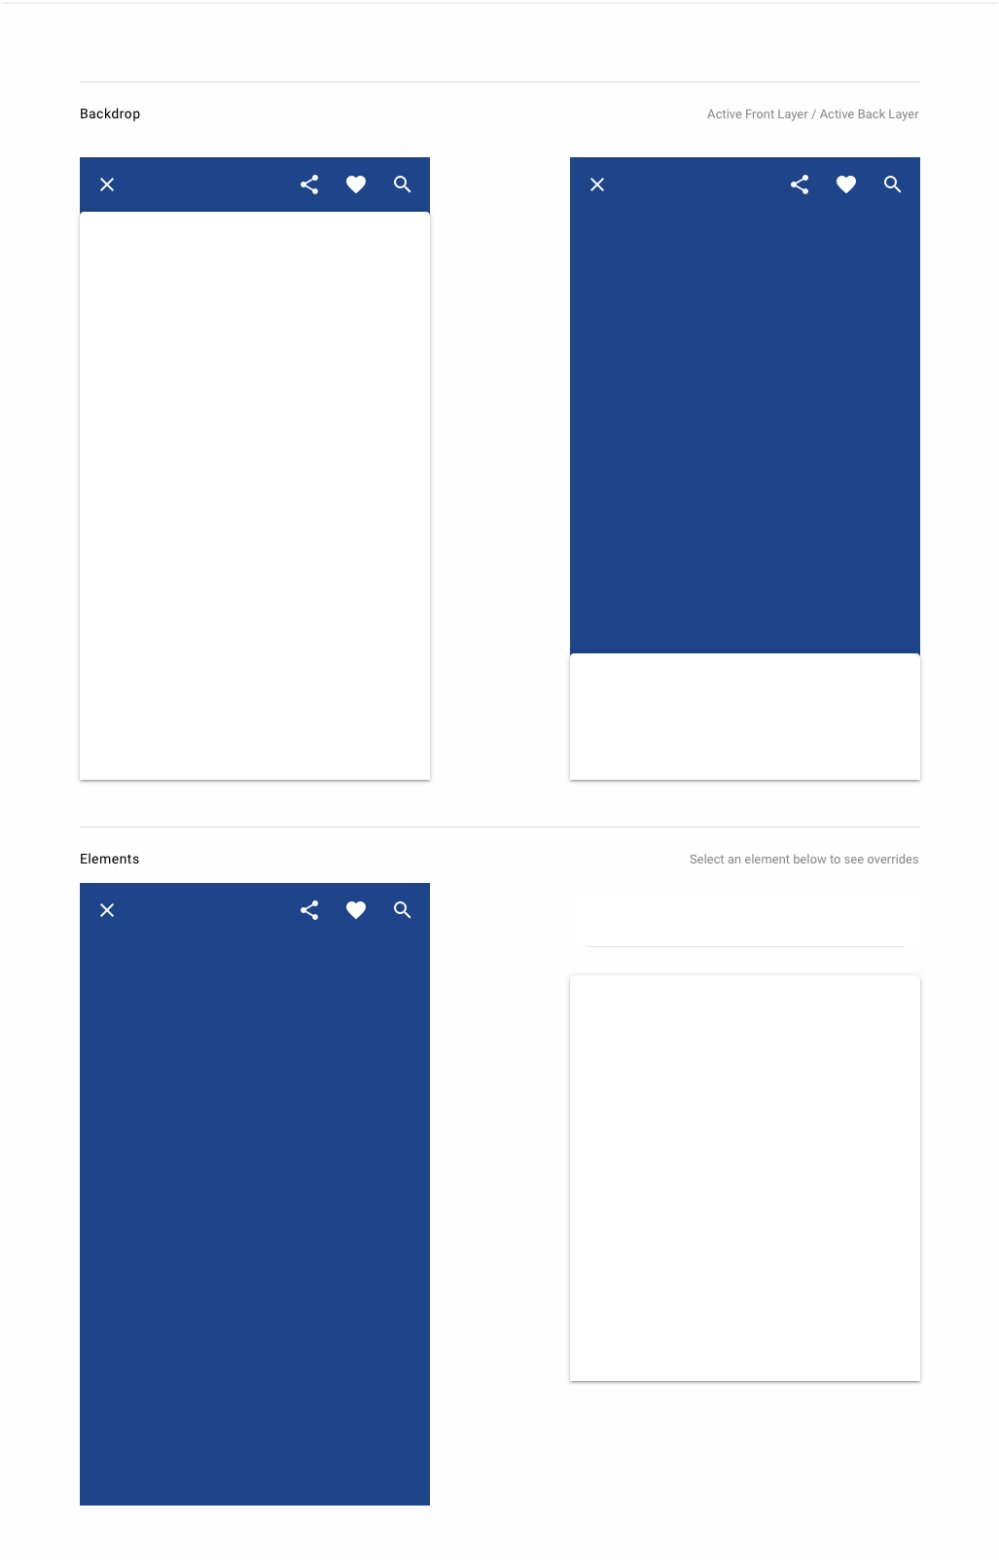 Backdrop
Active Front Layer / Active Back Layer
Elements
Select an element below to see overrides